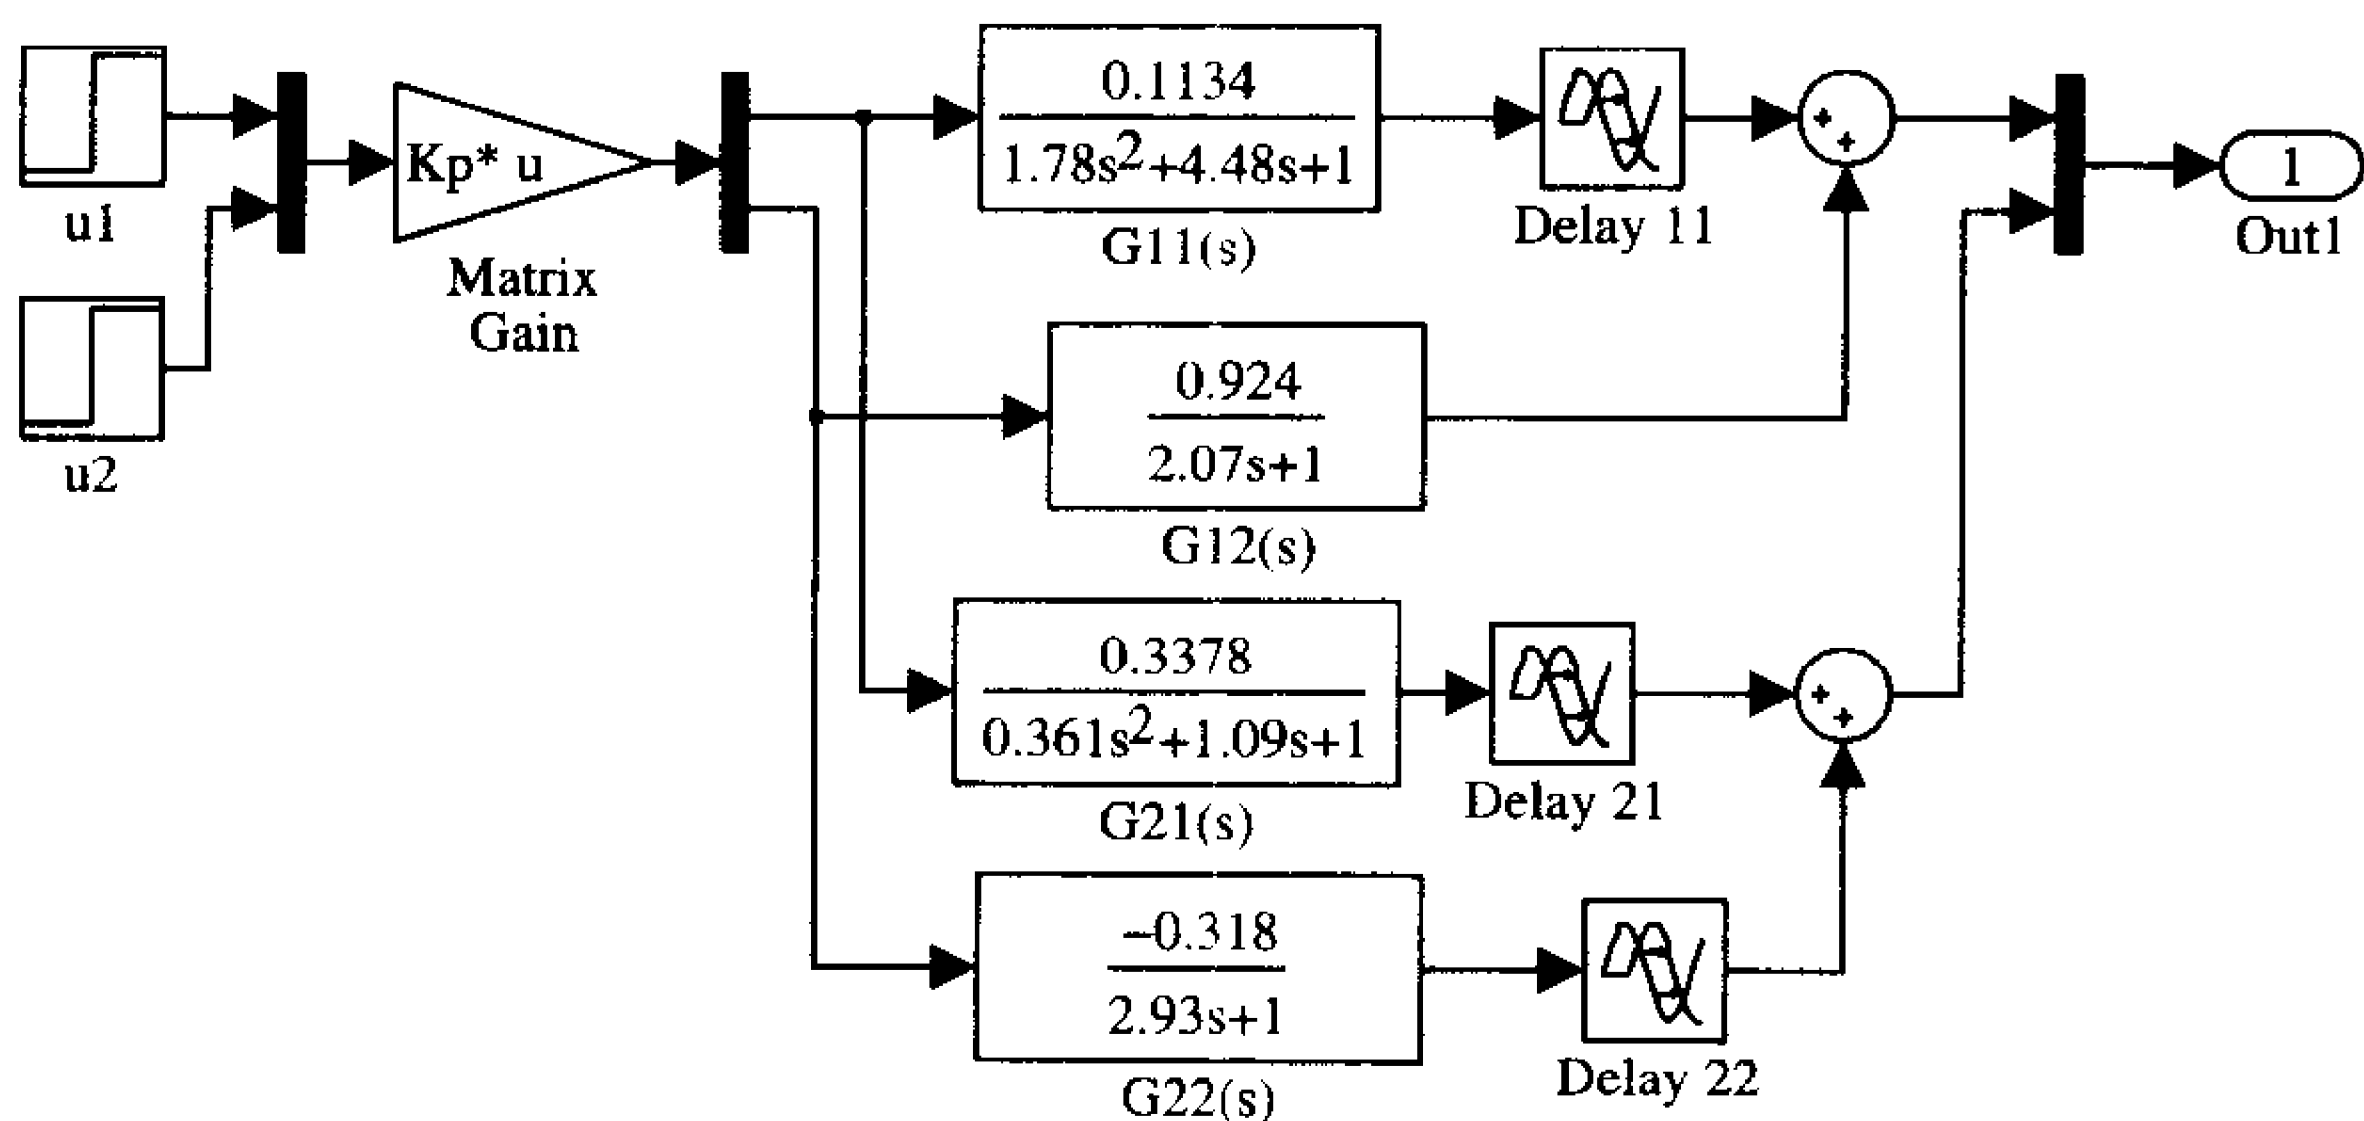 u1
u2
Kp* u
Matrix
Gain
0.1134
1.78s2+4.48s+1
G11(s)
Delay 11
+
+
1
Out1
0.924
2.07s+1
G12(s)
0.3378
0.361s2+1.09s+1
G21(s)
Delay 21
+
+
–0.318
2.93s+1
G22(s)
Delay 22